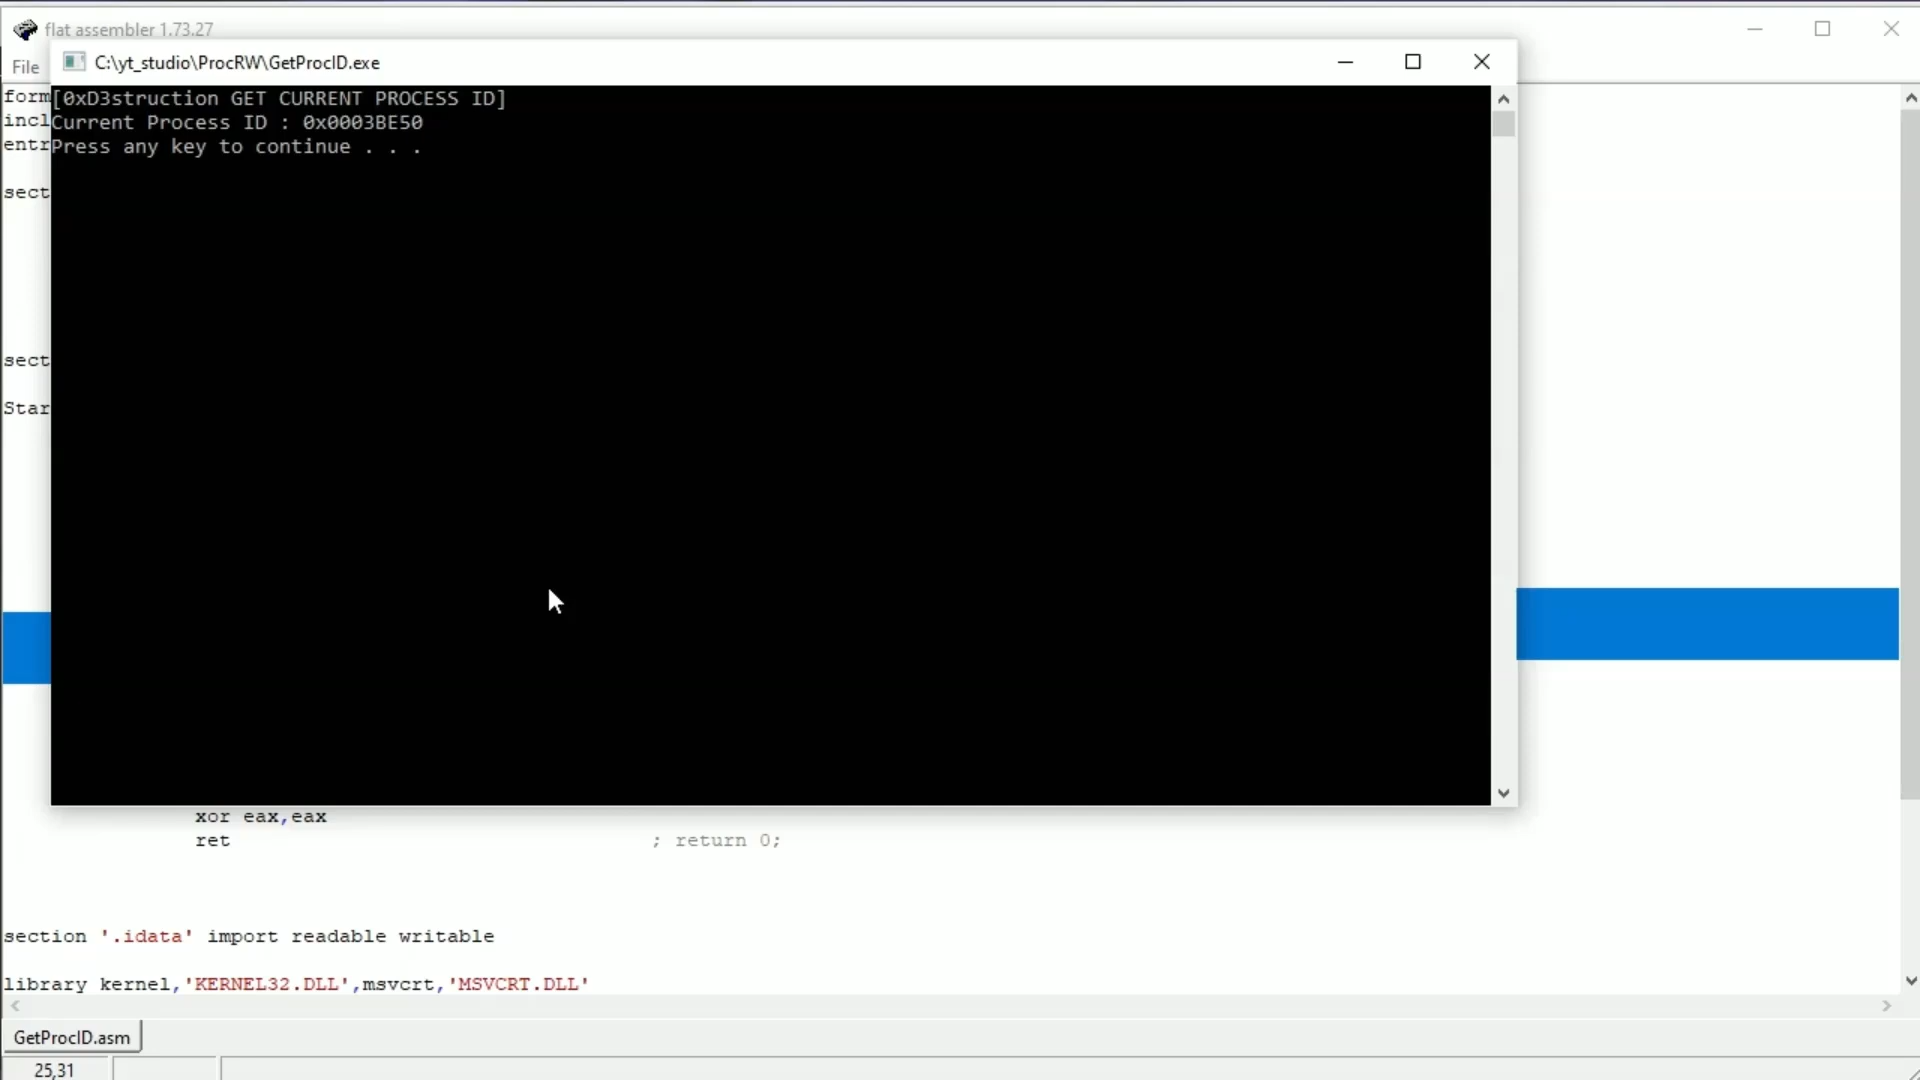 flat assembler 1.73.27
C:\yt_studio\ProcRW\GetProcID.exe
File
form
[0xD3struction GET CURRENT PROCESS ID]
incl
Current Process ID : 0x0003BE50
entr
Press any key to continue . . .
sect
sect
Star
xor eax,eax
ret ; return 0;
section '.idata' import readable writable
library kernel,'KERNEL32.DLL',msvcrt,'MSVCRT.DLL'
GetProcID.asm
25,31